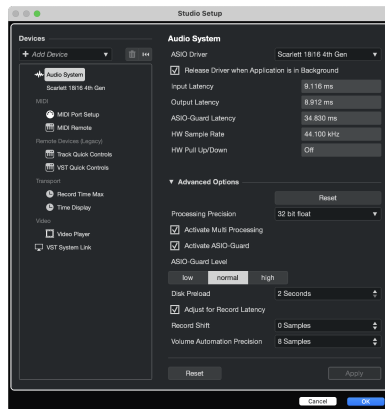 Studio Setup
Devices
+ Add Device
Audio System
Scarlett 18i16 4th Gen
MIDI
MIDI Port Setup
MIDI Remote
Remote Devices (Legacy)
Track Quick Controls
VST Quick Controls
Transport
Record Time Max
Time Display
Video
Video Player
VST System Link
Audio System
ASIO Driver Scarlett 18i16 4th Gen
Release Driver when Application is in Background
Input Latency 9.116 ms
Output Latency 8.912 ms
ASIO-Guard Latency 34.830 ms
HW Sample Rate 44.100 kHz
HW Pull Up/Down Off
Advanced Options
Reset
Processing Precision 32 bit float
Activate Multi Processing
Activate ASIO-Guard
ASIO-Guard Level
low normal high
Disk Preload 2 Seconds
Adjust for Record Latency
Record Shift 0 Samples
Volume Automation Precision 8 Samples
Reset Apply
Cancel OK